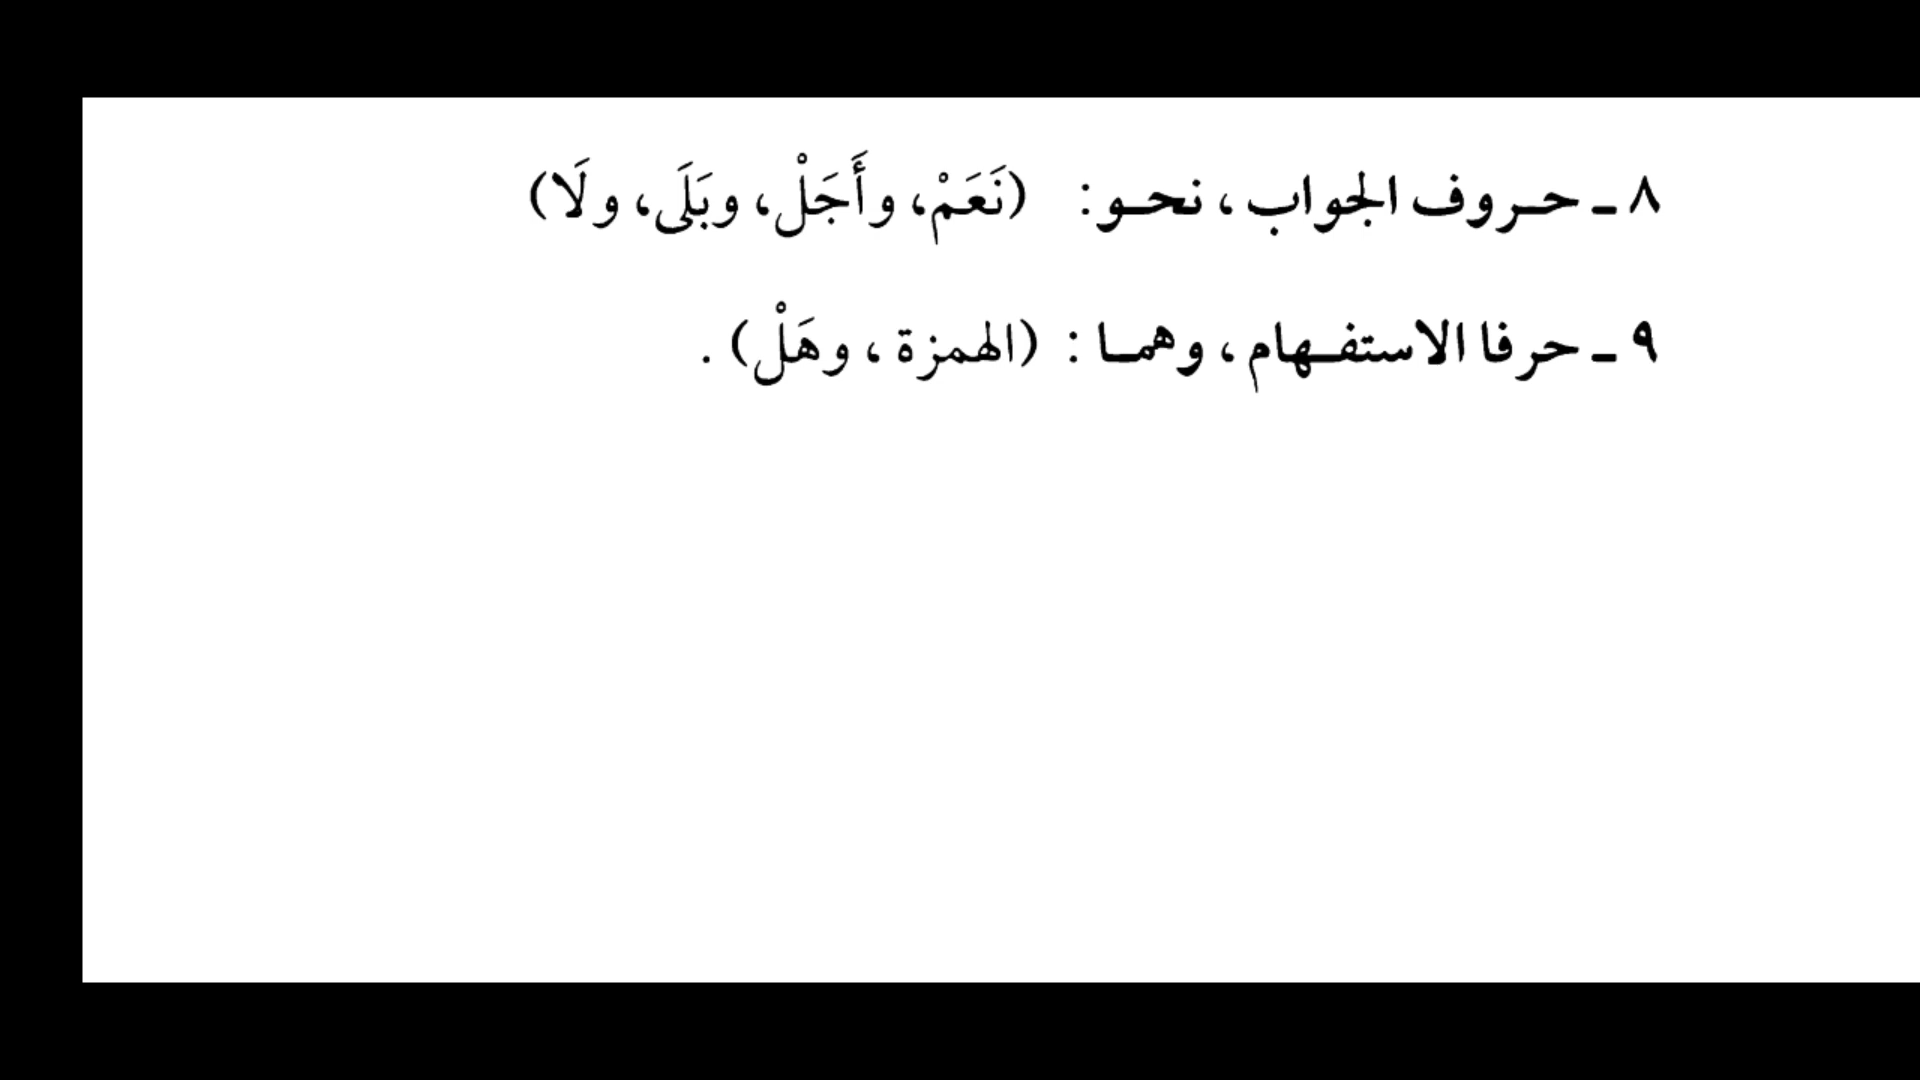 ٨ ـ حـروف الجواب ، نحـو : (نَعَمْ، وأَجَلْ، وبَلَى، ولَا)
٩ ـ حرفا الاستفـهام ، وهمـا : (الهمزة ، وهَلْ) .